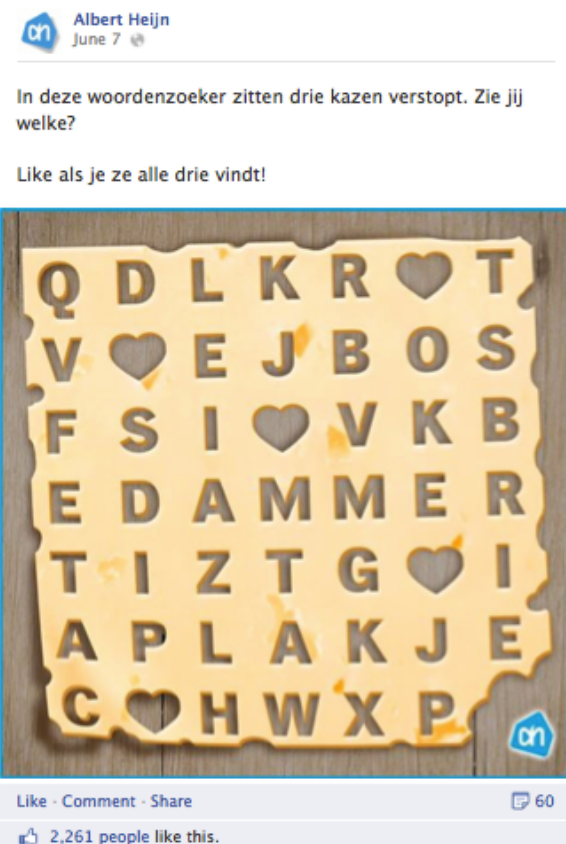 Albert Heijn
June 7
In deze woordenzoeker zitten drie kazen verstopt. Zie jij
welke?
Like als je ze alle drie vindt!
Q D L K R T
V E J B O S
F S I V K B
E D A M M E R
T I Z T G I
A P L A K J E
C H W X P
ah
Like · Comment · Share
60
2,261 people like this.